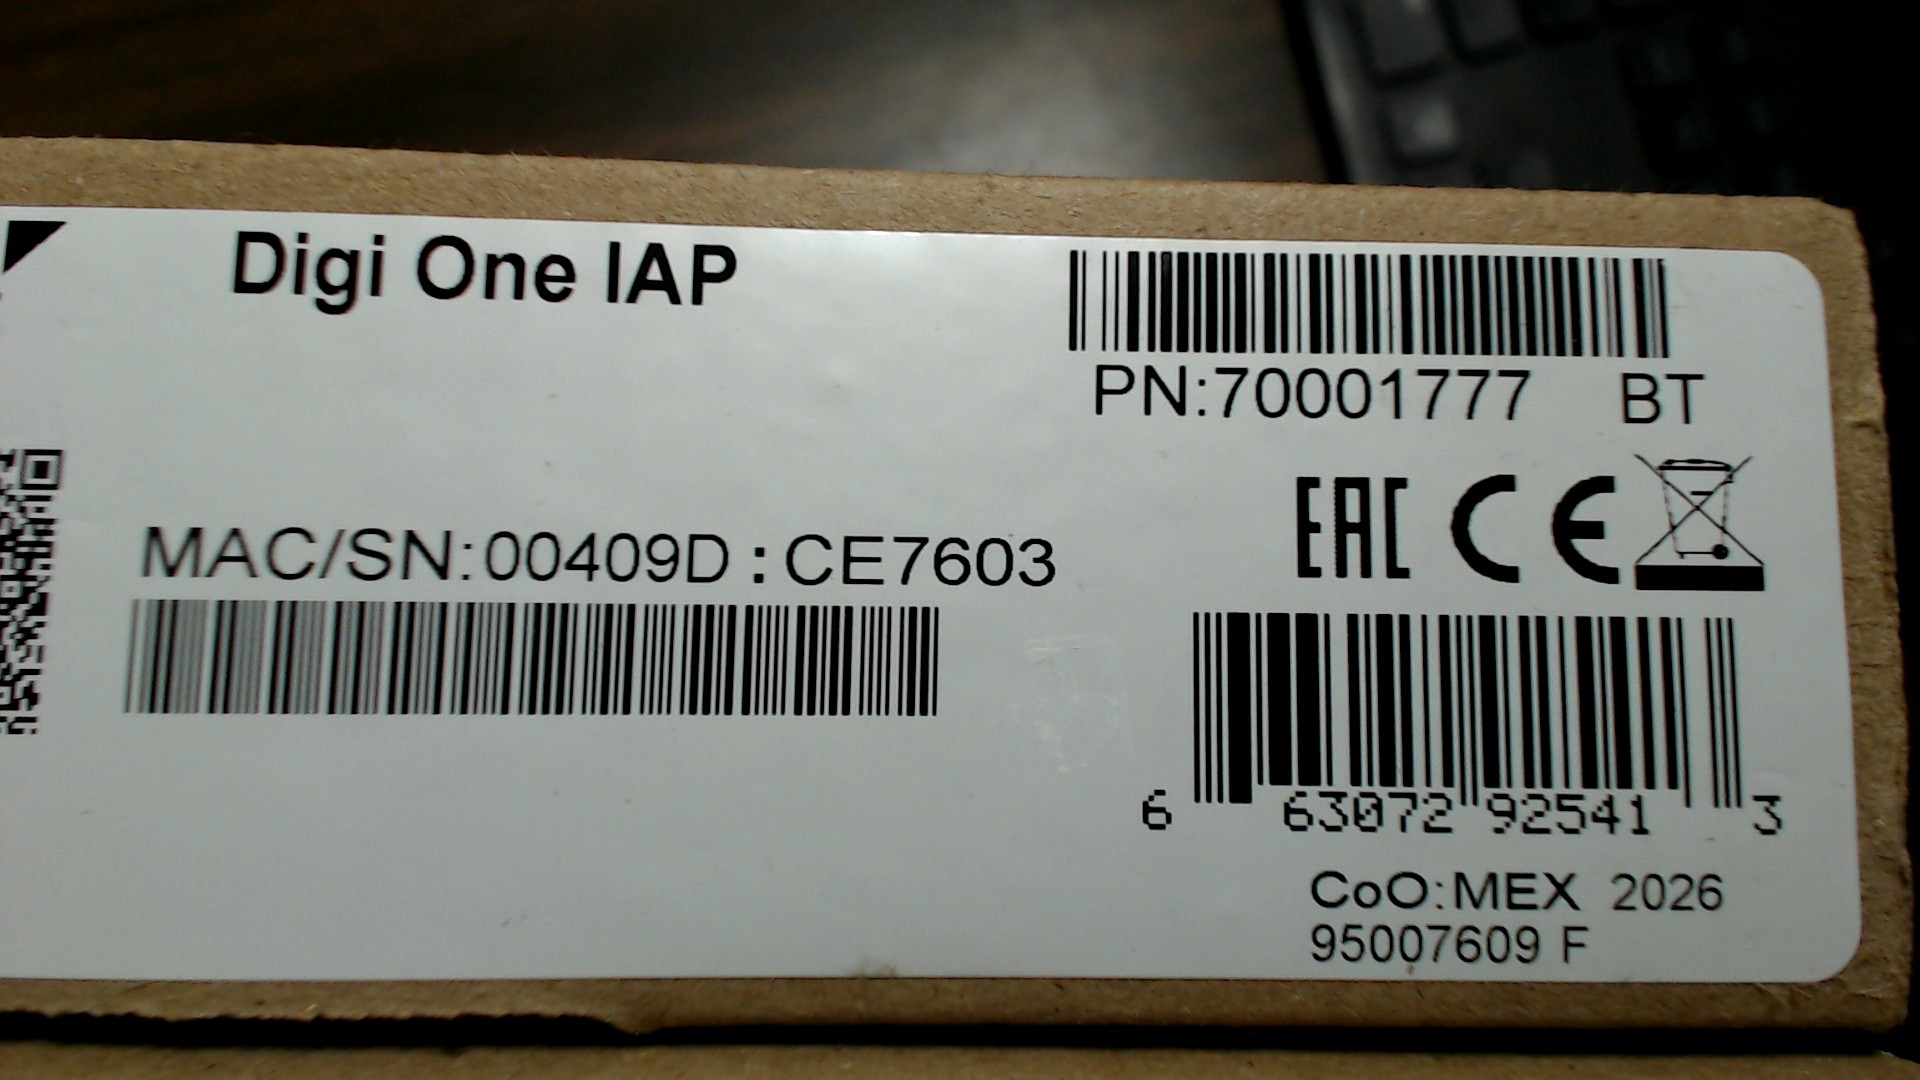 Digi One IAP
PN:70001777 BT
MAC/SN:00409D : CE7603
EAC CE
6 63072 92541 3
CoO:MEX 2026
95007609 F